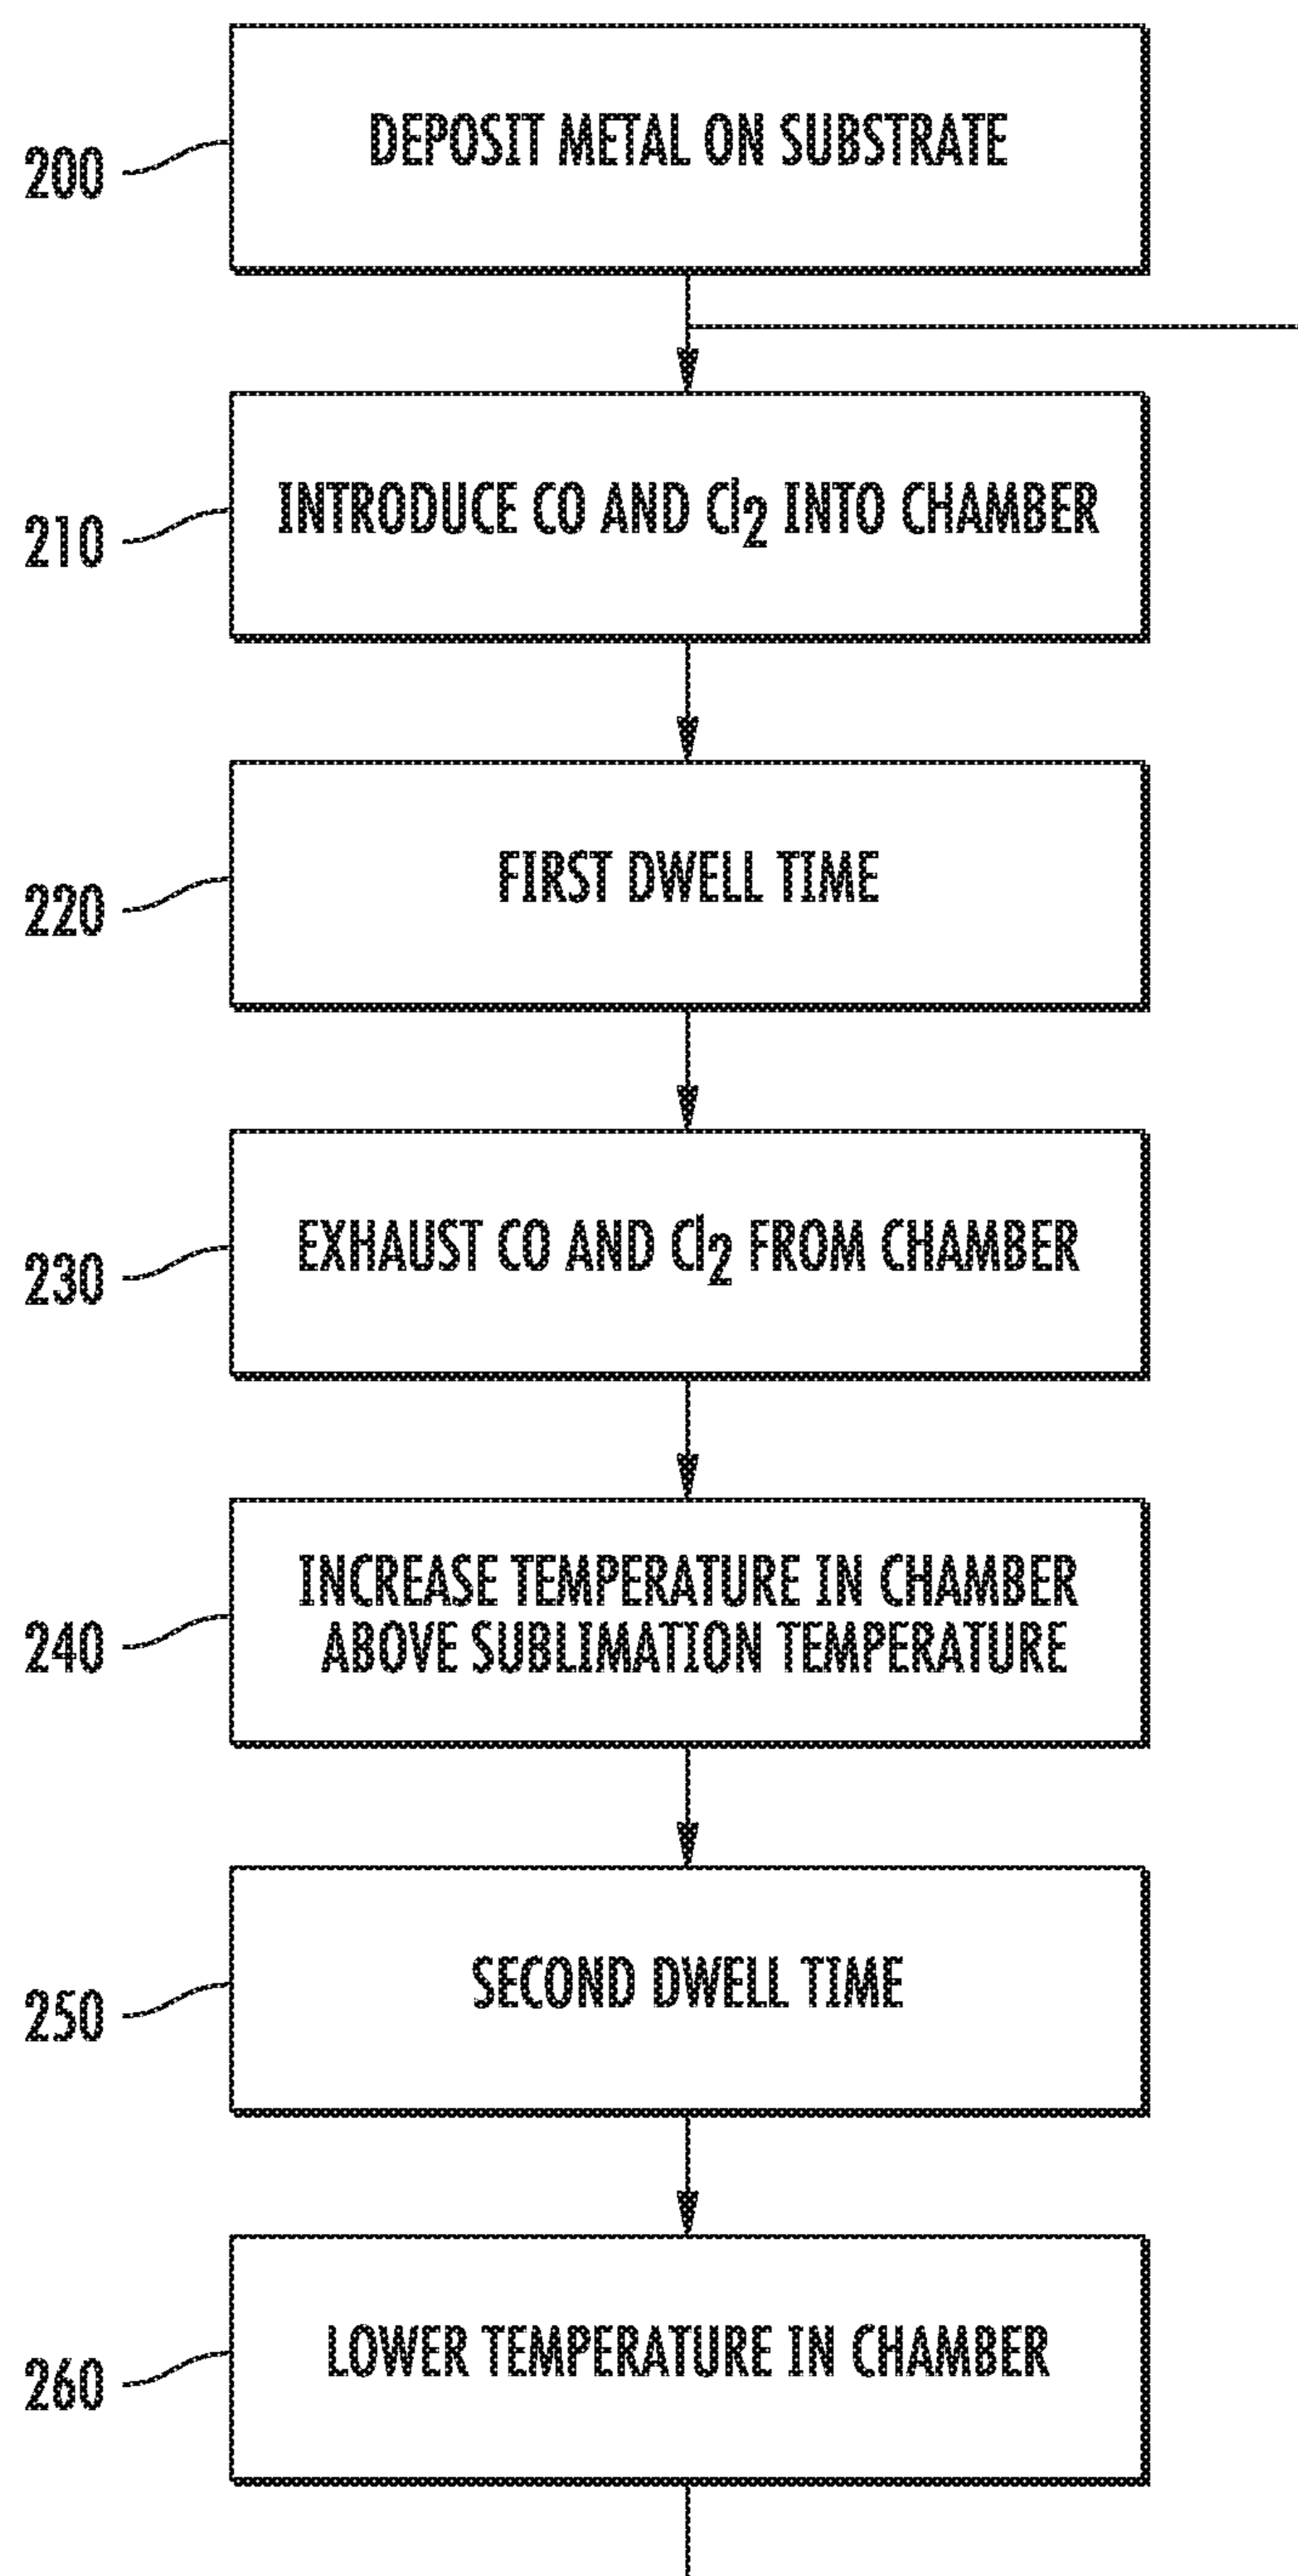 200
DEPOSIT METAL ON SUBSTRATE
210
INTRODUCE CO AND Cl2 INTO CHAMBER
220
FIRST DWELL TIME
230
EXHAUST CO AND Cl2 FROM CHAMBER
240
INCREASE TEMPERATURE IN CHAMBER
ABOVE SUBLIMATION TEMPERATURE
250
SECOND DWELL TIME
260
LOWER TEMPERATURE IN CHAMBER